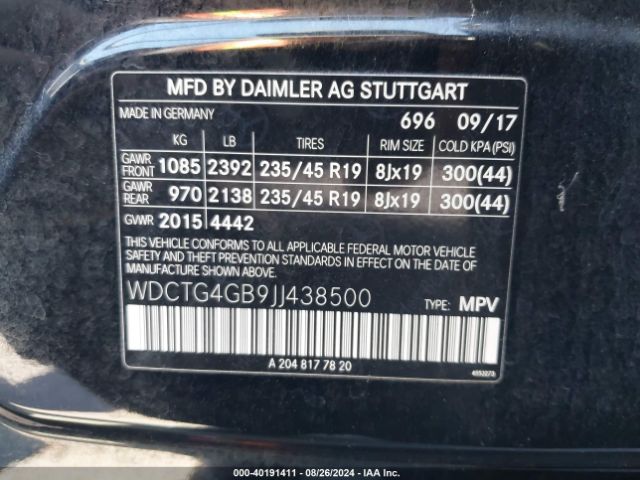 MFD BY DAIMLER AG STUTTGART
MADE IN GERMANY 696 09/17
KG LB TIRES RIM SIZE COLD KPA(PSI)
GAWR FRONT 1085 2392 235/45 R19 8Jx19 300(44)
GAWR REAR 970 2138 235/45 R19 8Jx19 300(44)
GVWR 2015 4442
THIS VEHICLE CONFORMS TO ALL APPLICABLE FEDERAL MOTOR VEHICLE
SAFETY AND THEFT PREVENTION STANDARDS IN EFFECT ON THE DATE
OF MANUFACTURE SHOWN ABOVE.
WDCTG4GB9JJ438500 TYPE: MPV
A 204 817 78 20
000-40191411 - 08/26/2024 - IAA Inc.